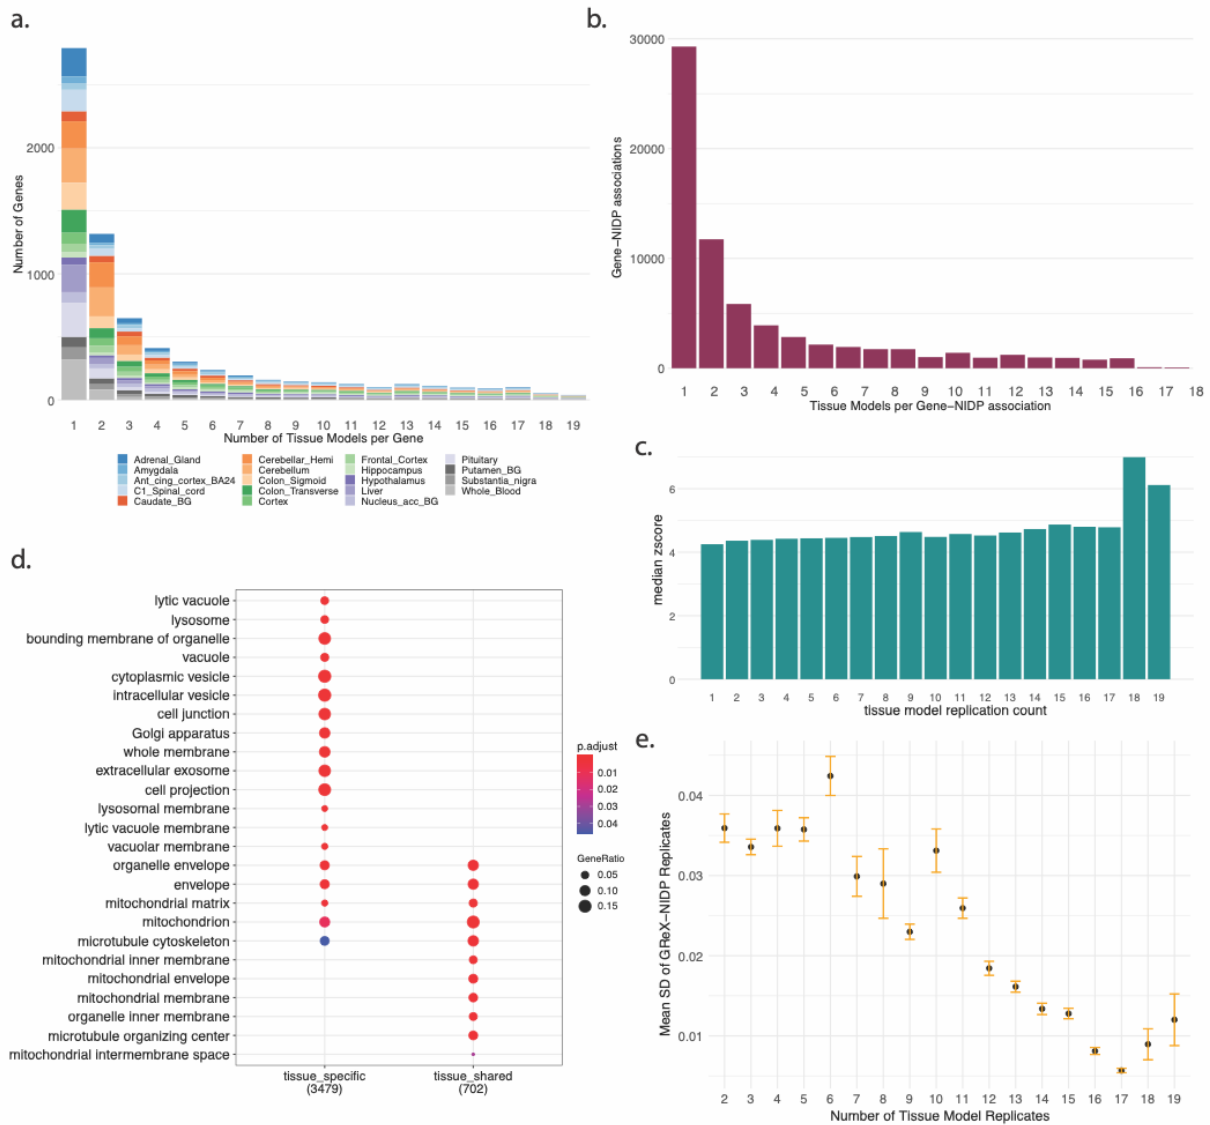 a.
Number of Genes
2000
1000
0
1 2 3 4 5 6 7 8 9 10 11 12 13 14 15 16 17 18 19
Number of Tissue Models per Gene
Adrenal_Gland
Amygdala
Ant_cing_cortex_BA24
C1_Spinal_cord
Caudate_BG
Cerebellar_Hemi
Cerebellum
Colon_Sigmoid
Colon_Transverse
Cortex
Frontal_Cortex
Hippocampus
Hypothalamus
Liver
Nucleus_acc_BG
Pituitary
Putamen_BG
Substantia_nigra
Whole_Blood
b.
Gene-NIDP associations
30000
20000
10000
0
1 2 3 4 5 6 7 8 9 10 11 12 13 14 15 16 17 18
Tissue Models per Gene-NIDP association
c.
median zscore
6
4
2
0
1 2 3 4 5 6 7 8 9 10 11 12 13 14 15 16 17 18 19
tissue model replication count
d.
lytic vacuole
lysosome
bounding membrane of organelle
vacuole
cytoplasmic vesicle
intracellular vesicle
cell junction
Golgi apparatus
whole membrane
extracellular exosome
cell projection
lysosomal membrane
lytic vacuole membrane
vacuolar membrane
organelle envelope
envelope
mitochondrial matrix
mitochondrion
microtubule cytoskeleton
mitochondrial inner membrane
mitochondrial envelope
mitochondrial membrane
organelle inner membrane
microtubule organizing center
mitochondrial intermembrane space
tissue_specific
(3479)
tissue_shared
(702)
p.adjust
0.01
0.02
0.03
0.04
GeneRatio
0.05
0.10
0.15
e.
Mean SD of GReX-NIDP Replicates
0.04
0.03
0.02
0.01
2 3 4 5 6 7 8 9 10 11 12 13 14 15 16 17 18 19
Number of Tissue Model Replicates